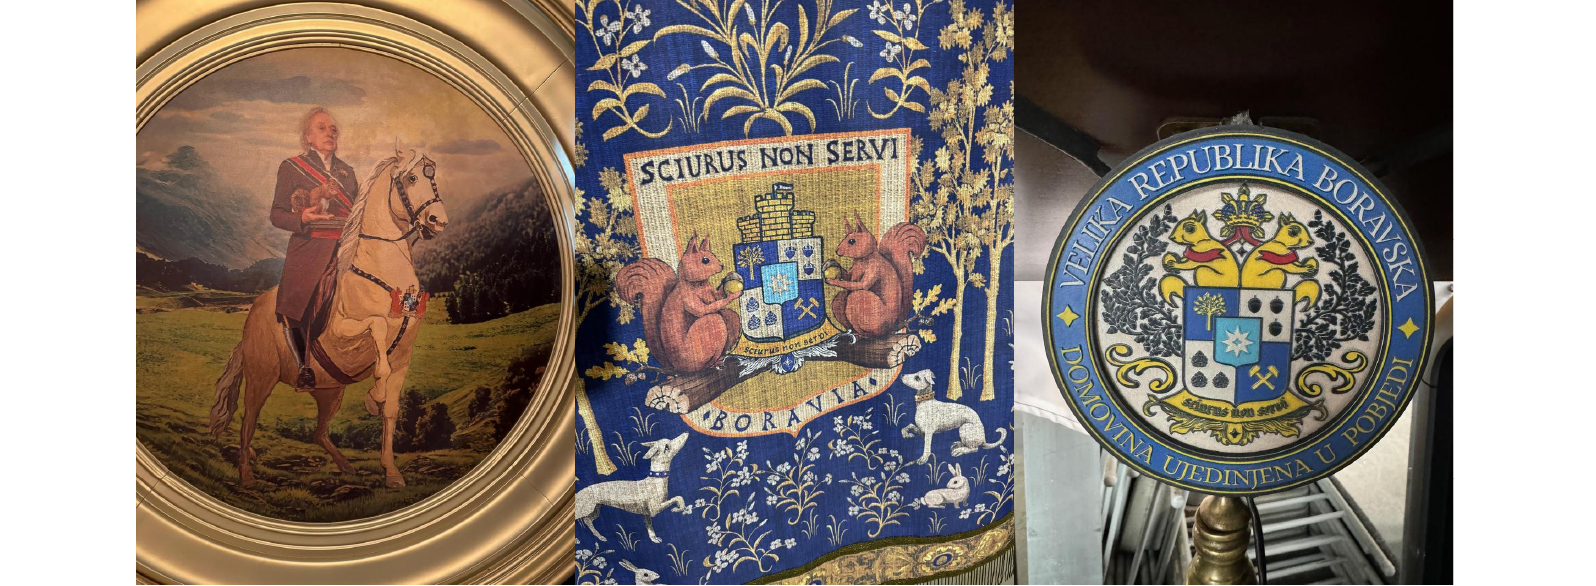 SCIURUS NON SERVI
sciurus non servi
• BORAVIA •
VELIKA REPUBLIKA BORAVSKA
sciurus non servi
DOMOVINA UJEDINJENA U POBJEDI